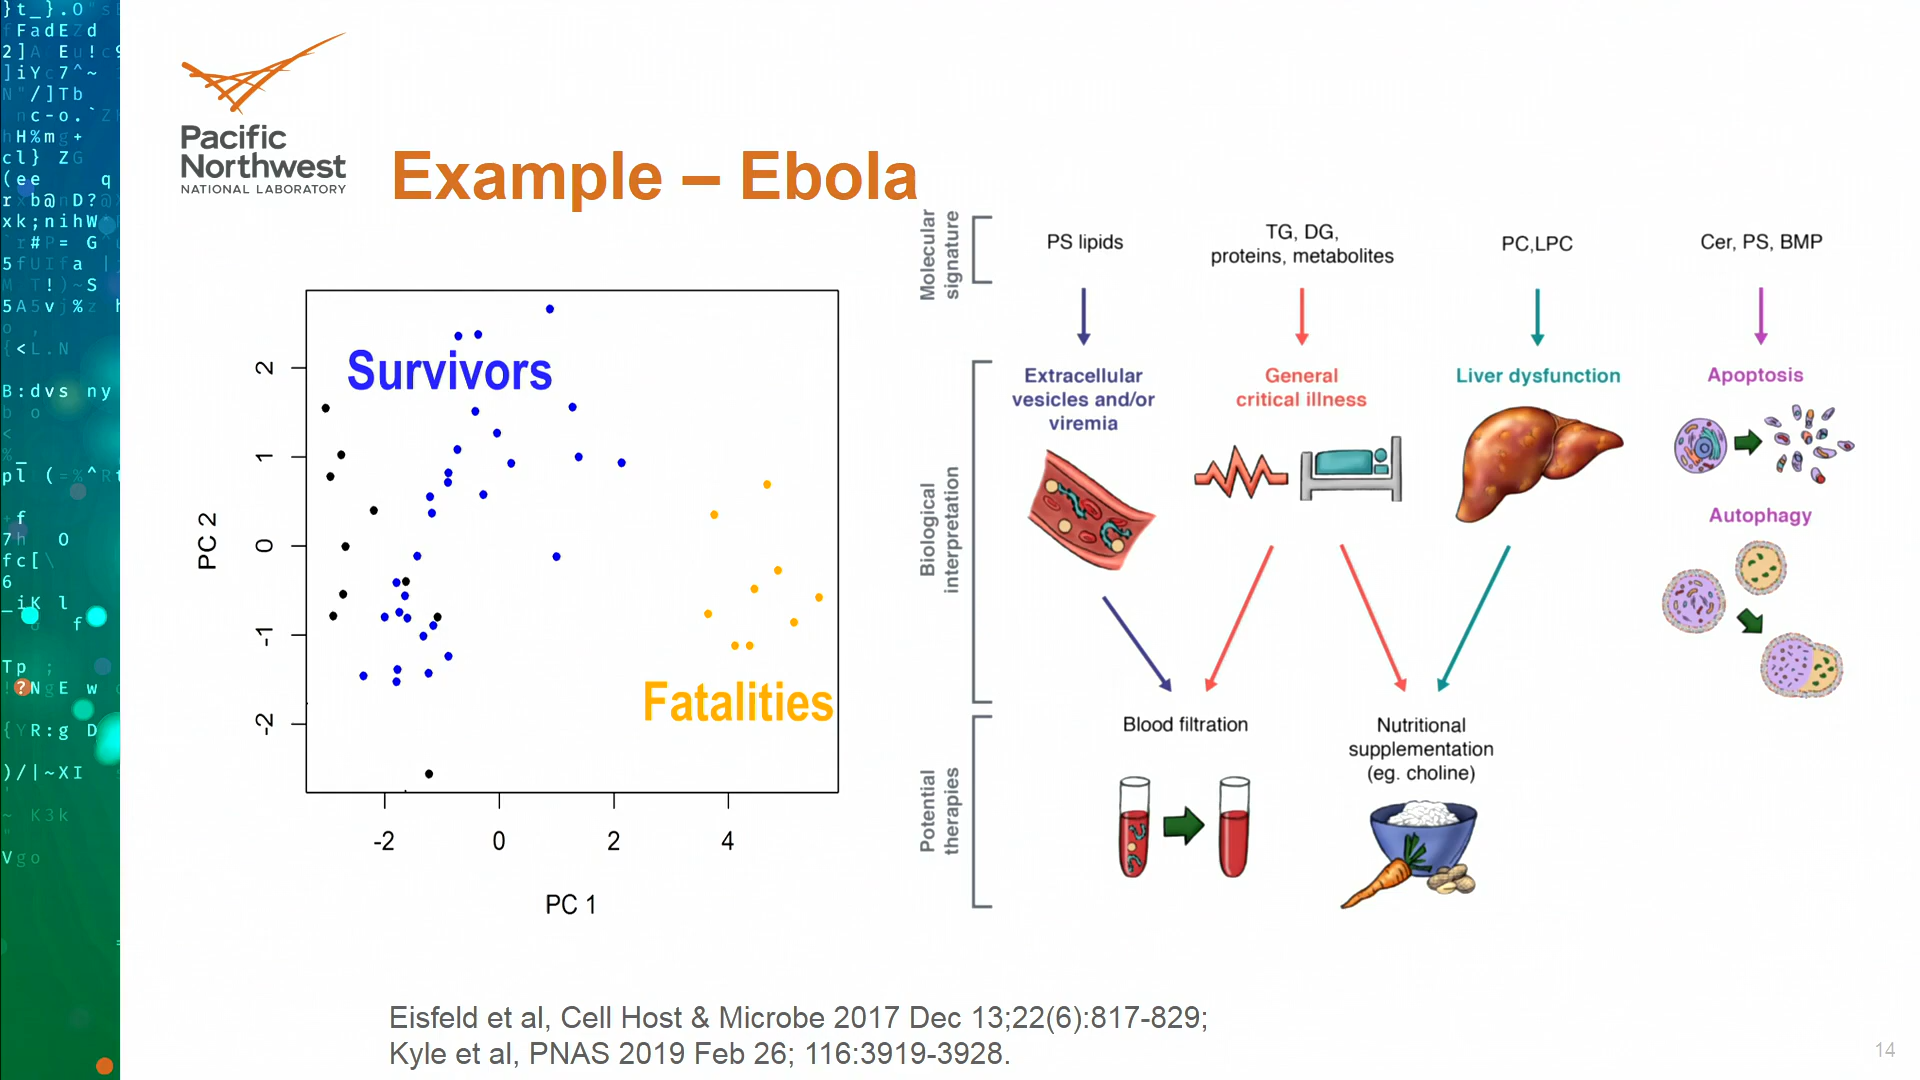 Pacific
Northwest
NATIONAL LABORATORY
Example – Ebola
Survivors
Fatalities
PC 2
2
1
0
-1
-2
-2
0
2
4
PC 1
Molecular
signature
PS lipids
TG, DG,
proteins, metabolites
PC,LPC
Cer, PS, BMP
Biological
interpretation
Extracellular
vesicles and/or
viremia
General
critical illness
Liver dysfunction
Apoptosis
Autophagy
Potential
therapies
Blood filtration
Nutritional
supplementation
(eg. choline)
Eisfeld et al, Cell Host & Microbe 2017 Dec 13;22(6):817-829;
Kyle et al, PNAS 2019 Feb 26; 116:3919-3928.
14